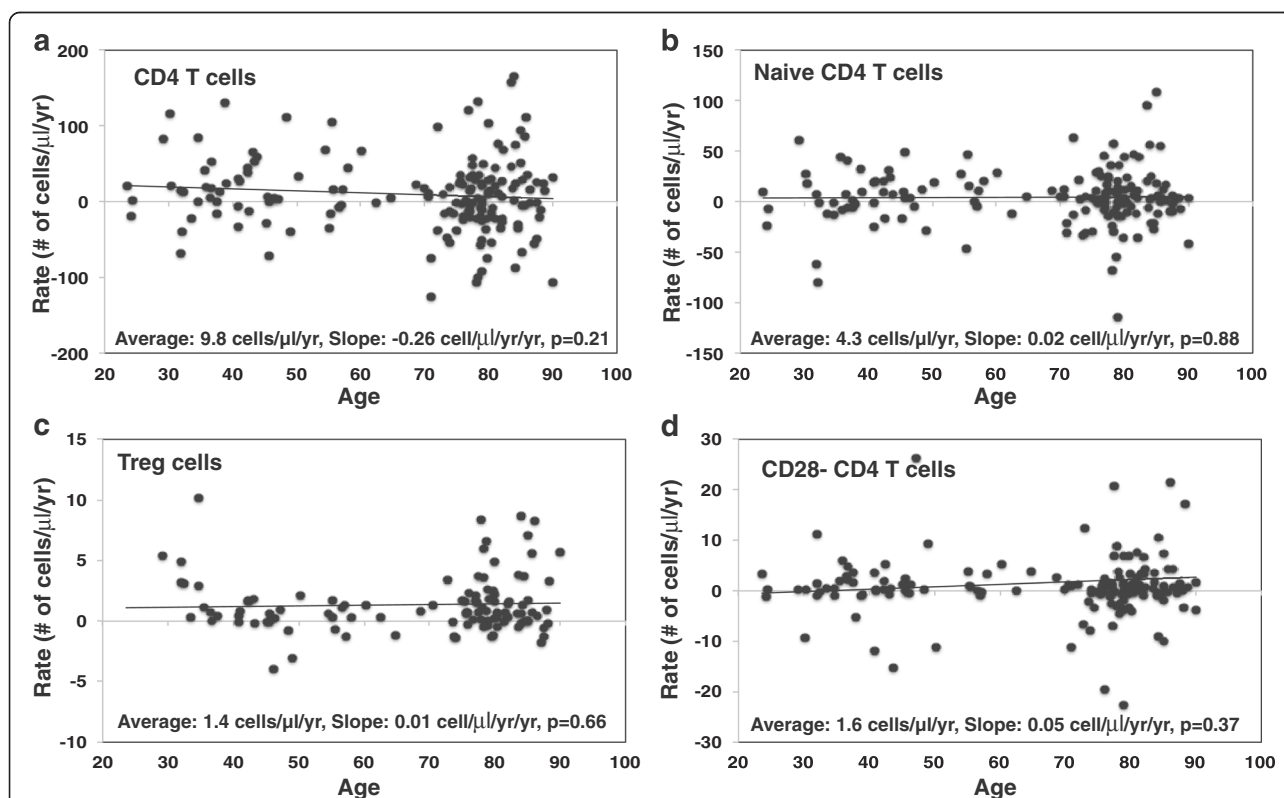 a
CD4 T cells
Rate (# of cells/µl/yr)
200
100
0
-100
-200
Average: 9.8 cells/µl/yr, Slope: -0.26 cell/µl/yr/yr, p=0.21
20 30 40 50 60 70 80 90 100
Age
b
Naive CD4 T cells
Rate (# of cells/µl/yr)
150
100
50
0
-50
-100
-150
Average: 4.3 cells/µl/yr, Slope: 0.02 cell/µl/yr/yr, p=0.88
20 30 40 50 60 70 80 90 100
Age
c
Treg cells
Rate (# of cells/µl/yr)
15
10
5
0
-5
-10
Average: 1.4 cells/µl/yr, Slope: 0.01 cell/µl/yr/yr, p=0.66
20 30 40 50 60 70 80 90 100
Age
d
CD28- CD4 T cells
Rate (# of cells/µl/yr)
30
20
10
0
-10
-20
-30
Average: 1.6 cells/µl/yr, Slope: 0.05 cell/µl/yr/yr, p=0.37
20 30 40 50 60 70 80 90 100
Age